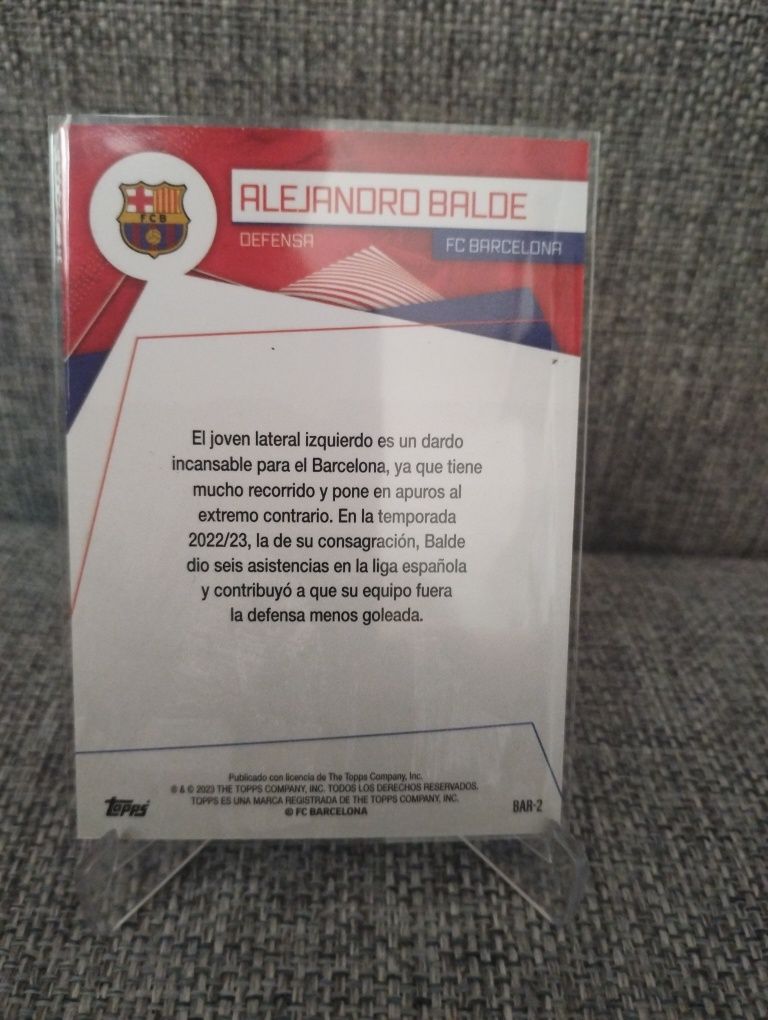 FCB
ALEJANDRO BALDE
DEFENSA
FC BARCELONA
El joven lateral izquierdo es un dardo
incansable para el Barcelona, ya que tiene
mucho recorrido y pone en apuros al
extremo contrario. En la temporada
2022/23, la de su consagración, Balde
dio seis asistencias en la liga española
y contribuyó a que su equipo fuera
la defensa menos goleada.
Publicado con licencia de The Topps Company, Inc.
® & © 2023 THE TOPPS COMPANY, INC. TODOS LOS DERECHOS RESERVADOS.
TOPPS ES UNA MARCA REGISTRADA DE THE TOPPS COMPANY, INC.
© FC BARCELONA
Topps
BAR-2